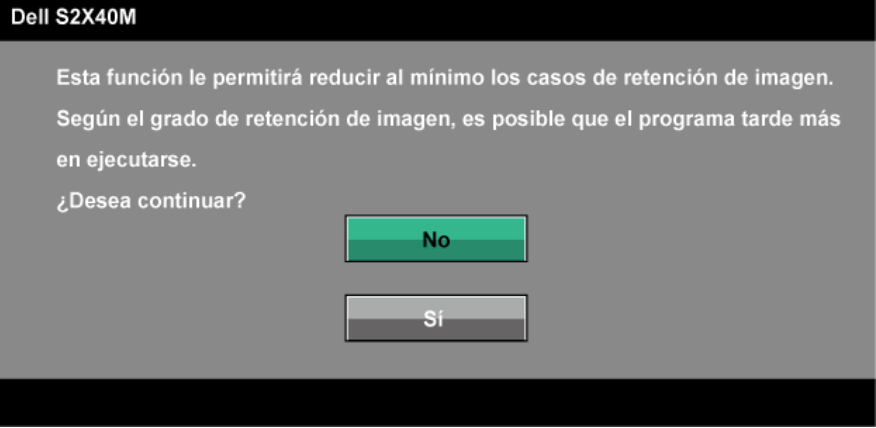 Dell S2X40M
Esta función le permitirá reducir al mínimo los casos de retención de imagen.
Según el grado de retención de imagen, es posible que el programa tarde más
en ejecutarse.
¿Desea continuar?
No
Sí